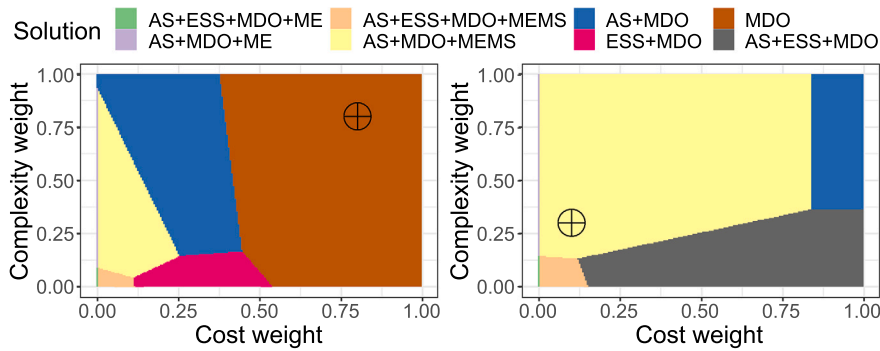 Solution
AS+ESS+MDO+ME
AS+ESS+MDO+MEMS
AS+MDO
MDO
AS+MDO+ME
AS+MDO+MEMS
ESS+MDO
AS+ESS+MDO
Complexity weight
1.00
0.75
0.50
0.25
0.00
0.00 0.25 0.50 0.75 1.00
Cost weight
Complexity weight
1.00
0.75
0.50
0.25
0.00
0.00 0.25 0.50 0.75 1.00
Cost weight